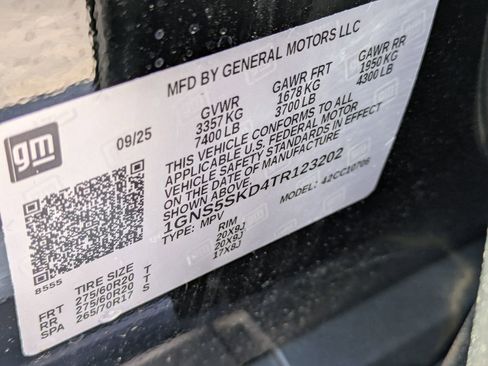 MFD BY GENERAL MOTORS LLC
gm
09/25
GVWR GAWR FRT GAWR RR
3357 KG 1678 KG 1950 KG
7400 LB 3700 LB 4300 LB
THIS VEHICLE CONFORMS TO ALL
APPLICABLE U.S. FEDERAL MOTOR
VEHICLE SAFETY STANDARDS IN EFFECT
ON THE DATE OF MANUFACTURE
SHOWN ABOVE.
1GNS5SKD4TR123202
TYPE: MPV MODEL: 42CC10706
8555
TIRE SIZE RIM
FRT 275/60R20 T 20X9J
RR 275/60R20 T 20X9J
SPA 265/70R17 S 17X8J